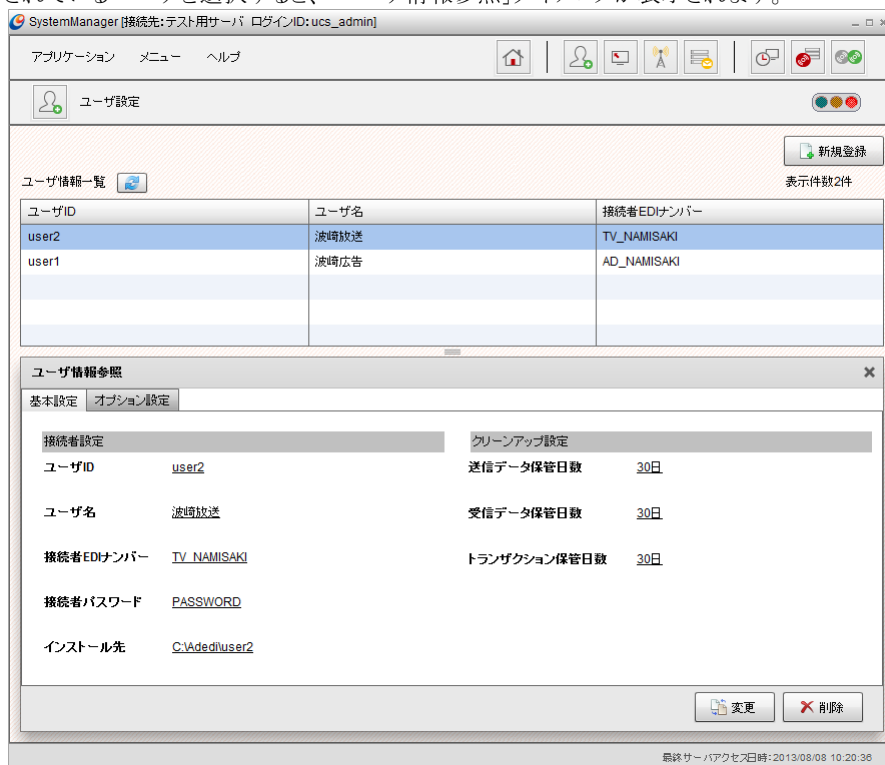 SystemManager [接続先:テスト用サーバ ログインID:ucs_admin]
アプリケーション メニュー ヘルプ
ユーザ設定
新規登録
ユーザ情報一覧 表示件数2件
ユーザID ユーザ名 接続者EDIナンバー
user2 波崎放送 TV_NAMISAKI
user1 波崎広告 AD_NAMISAKI
ユーザ情報参照
基本設定 オプション設定
接続者設定 クリーンアップ設定
ユーザID user2 送信データ保管日数 30日
ユーザ名 波崎放送 受信データ保管日数 30日
接続者EDIナンバー TV_NAMISAKI トランザクション保管日数 30日
接続者パスワード PASSWORD
インストール先 C:\Adedi\user2
変更 削除
最終サーバアクセス日時:2013/08/08 10:20:36